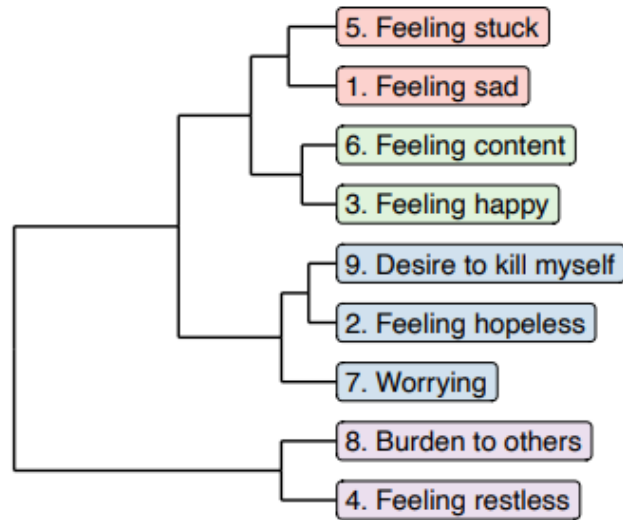 5. Feeling stuck
1. Feeling sad
6. Feeling content
3. Feeling happy
9. Desire to kill myself
2. Feeling hopeless
7. Worrying
8. Burden to others
4. Feeling restless